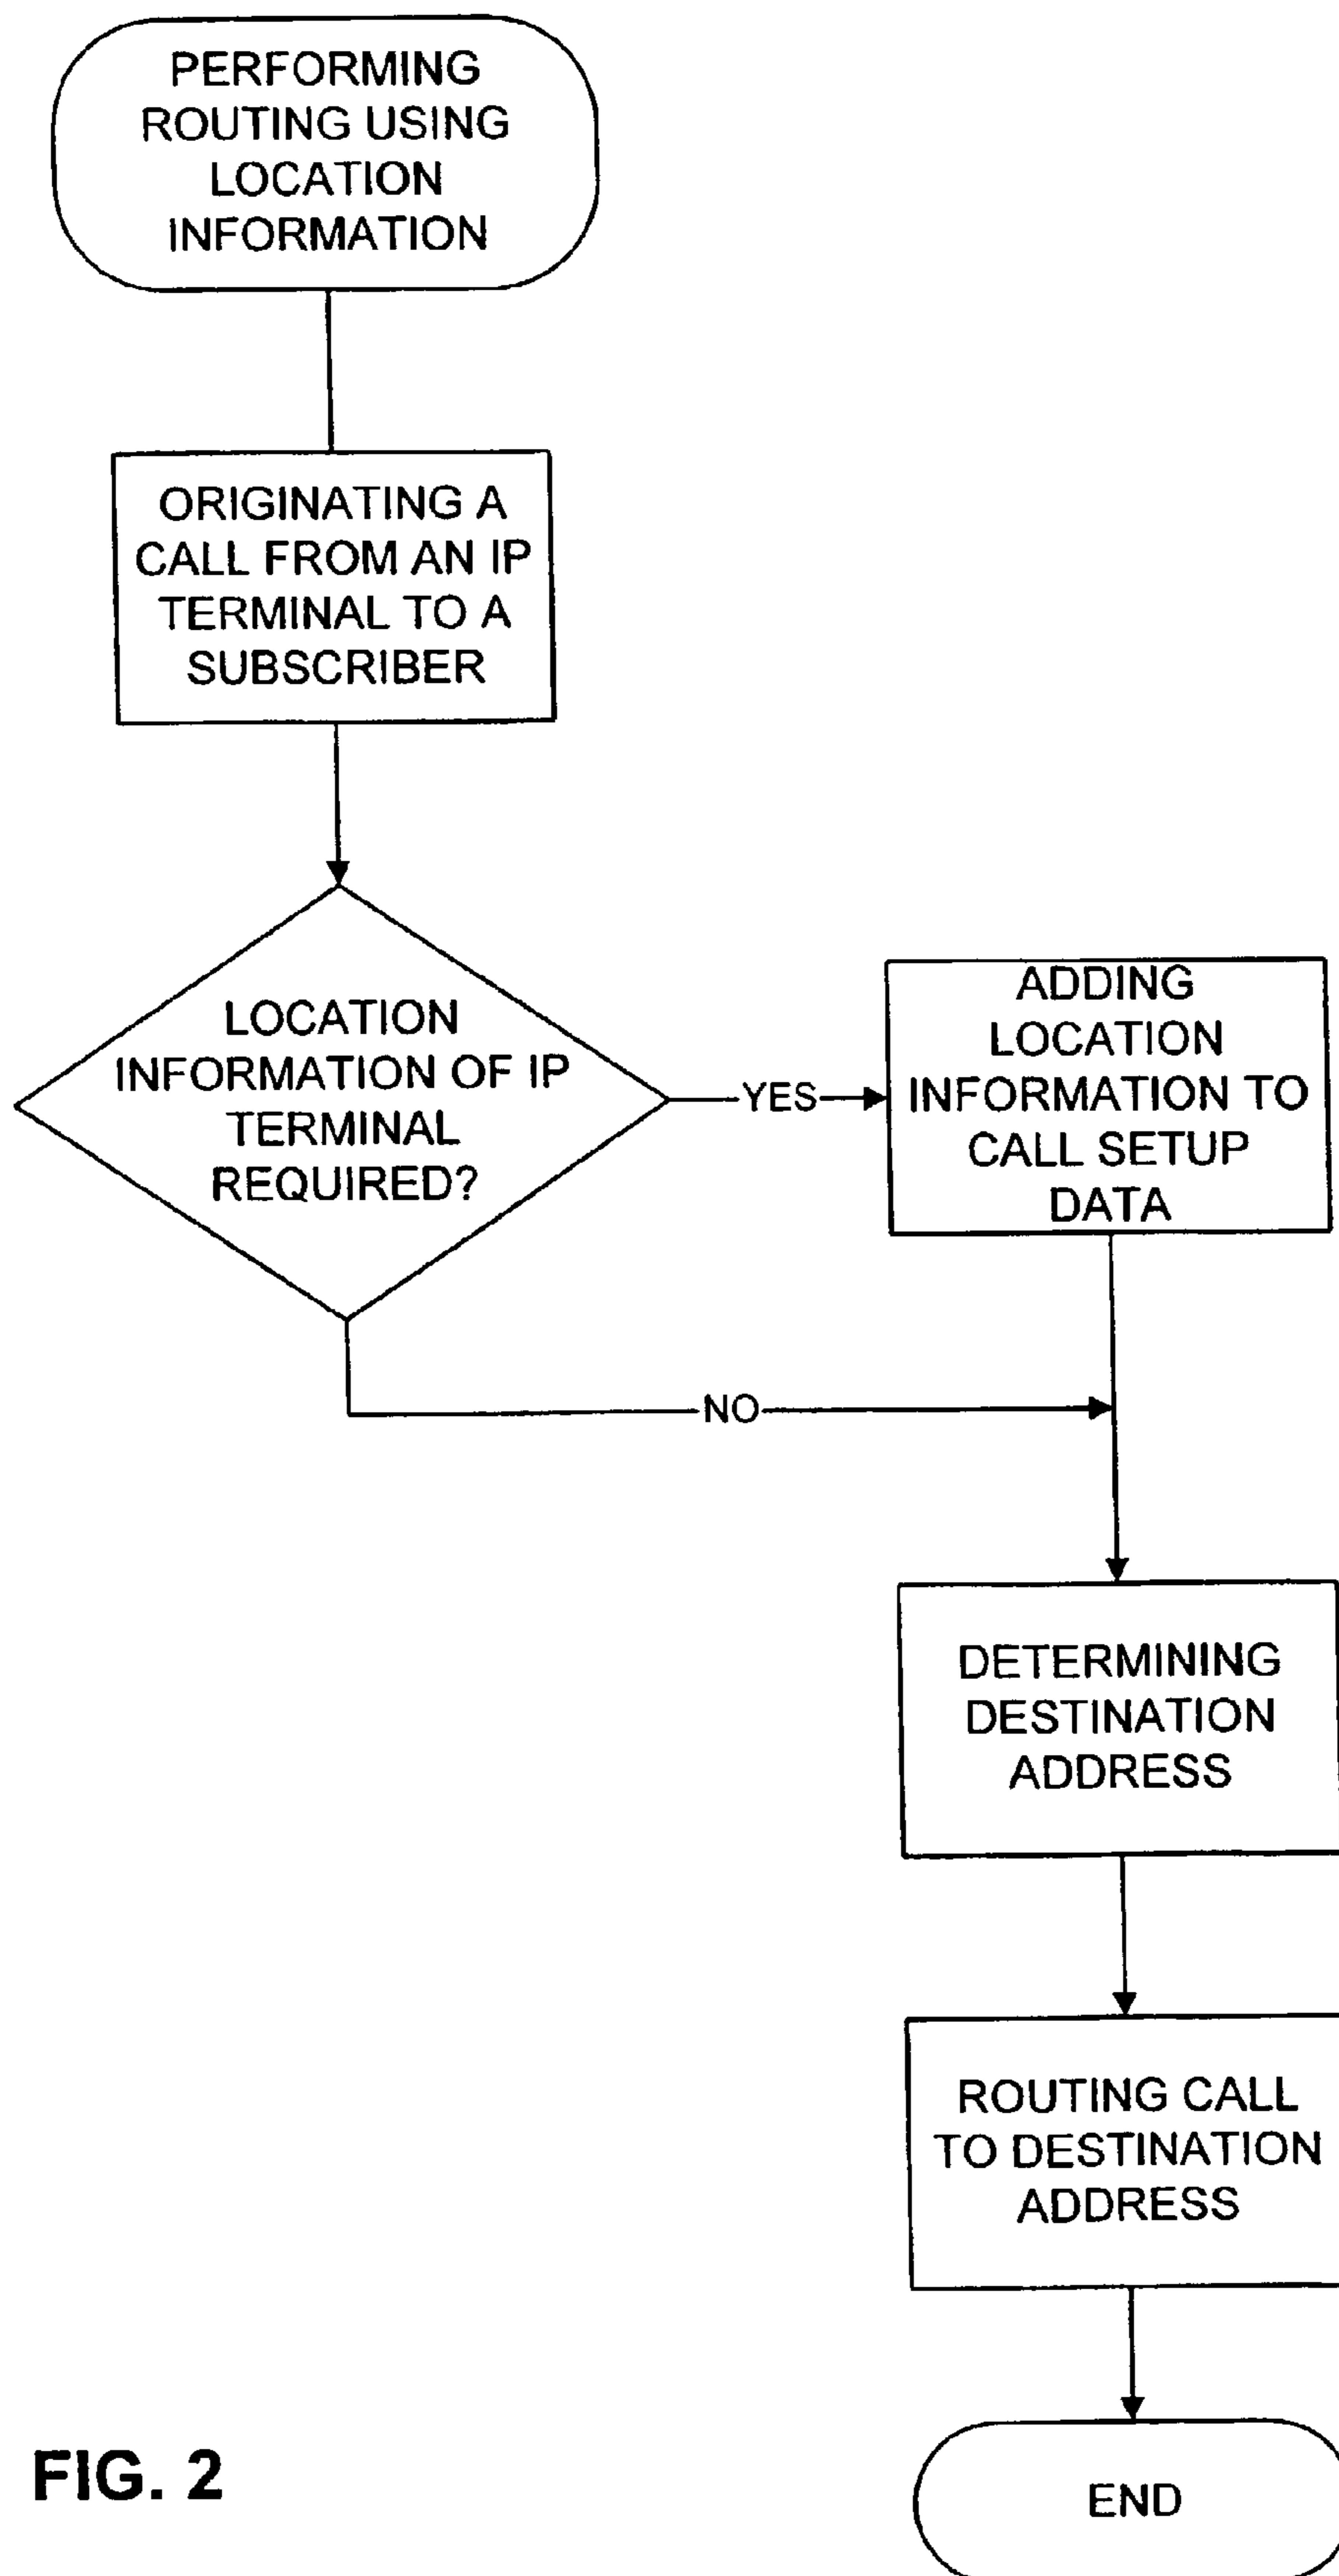 PERFORMING
ROUTING USING
LOCATION
INFORMATION
ORIGINATING A
CALL FROM AN IP
TERMINAL TO A
SUBSCRIBER
LOCATION
INFORMATION OF IP
TERMINAL
REQUIRED?
YES
ADDING
LOCATION
INFORMATION TO
CALL SETUP
DATA
NO
DETERMINING
DESTINATION
ADDRESS
ROUTING CALL
TO DESTINATION
ADDRESS
END
FIG. 2